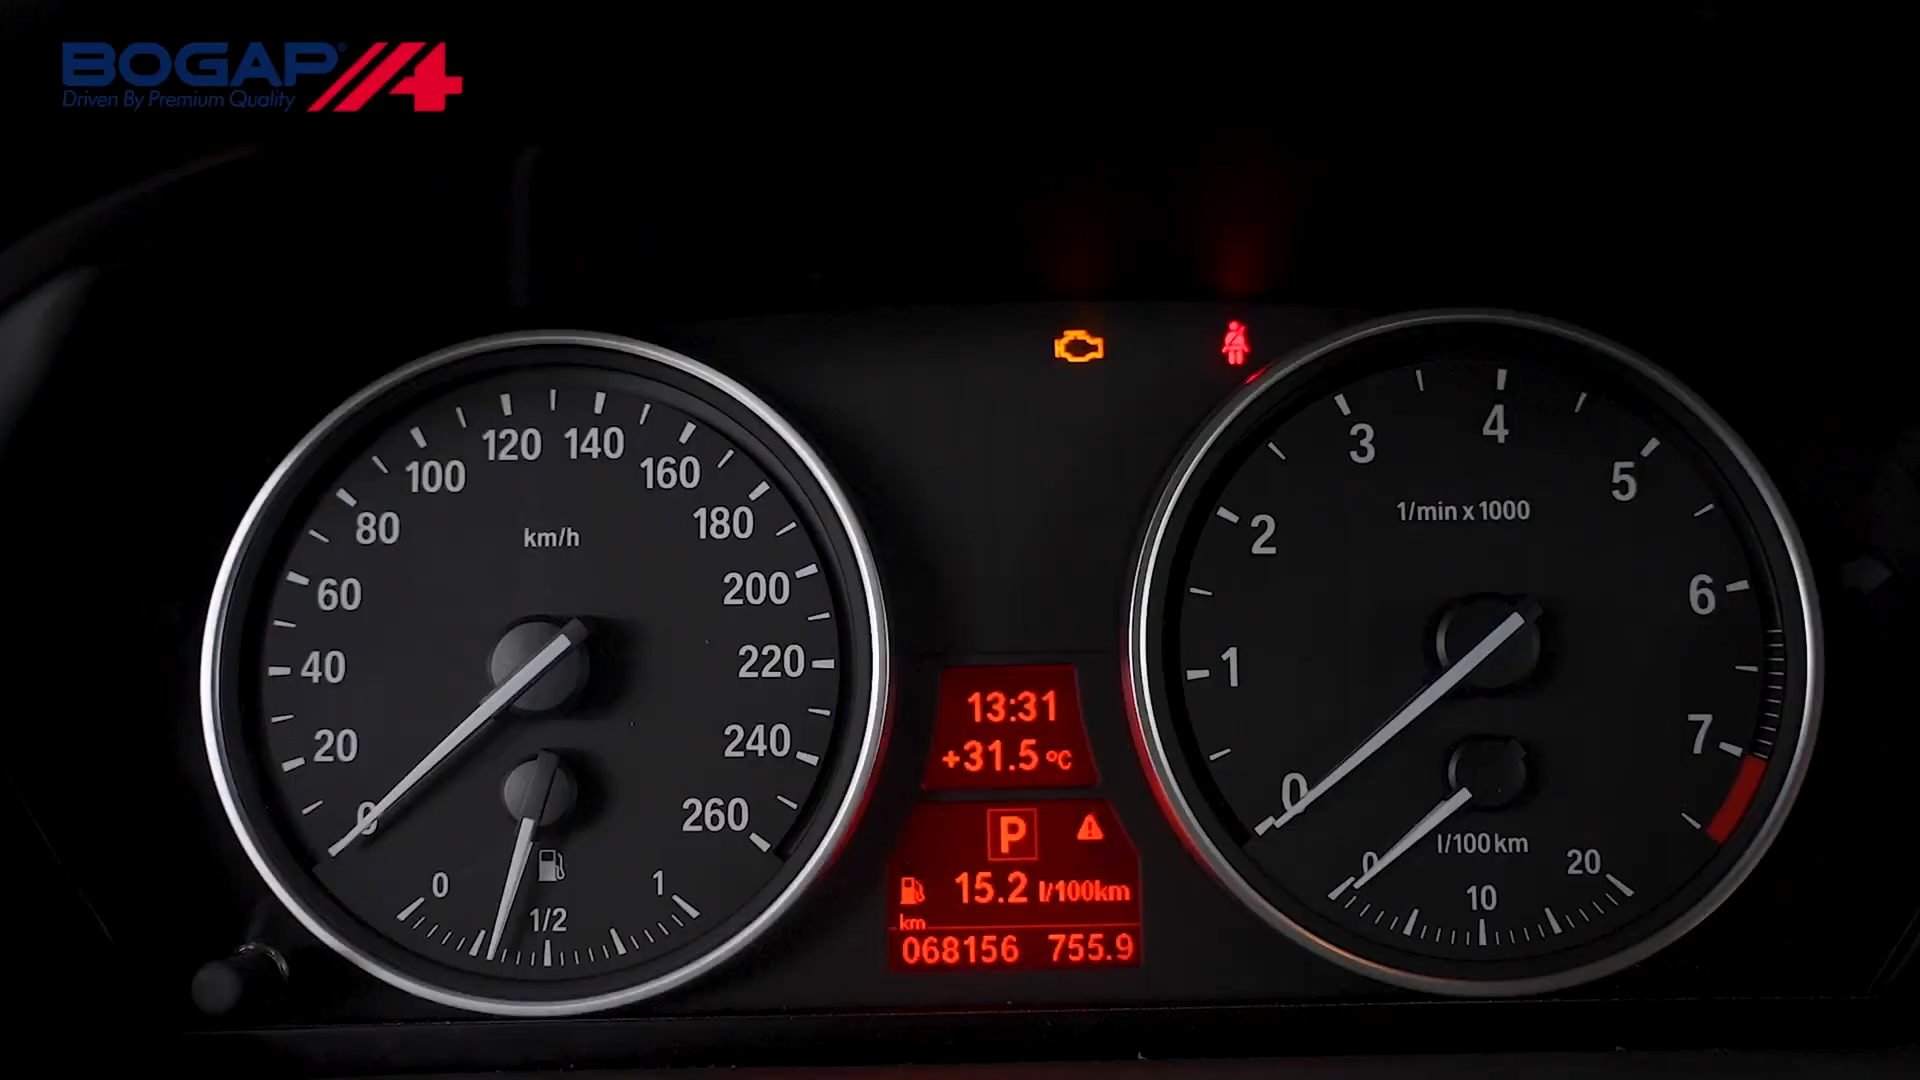 BOGAP®
Driven By Premium Quality
120 140
100 160
80 180
km/h
60 200
40 220
20 240
0 260
0 1/2 1
13:31
+31.5 °C
P
15.2 l/100km
km
068156 755.9
4
3 5
1/min x 1000
2
6
1
7
0
l/100km
0 10 20